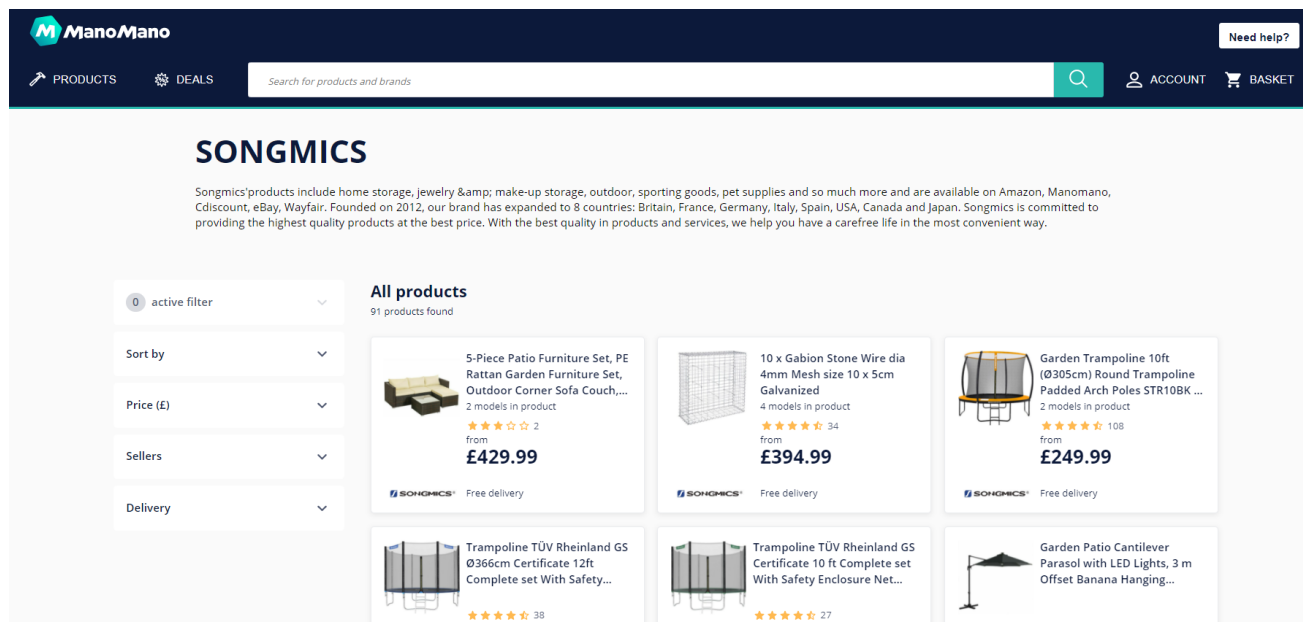 ManoMano
Need help?
PRODUCTS
DEALS
Search for products and brands
ACCOUNT
BASKET
SONGMICS
Songmics'products include home storage, jewelry &amp; make-up storage, outdoor, sporting goods, pet supplies and so much more and are available on Amazon, Manomano,
Cdiscount, eBay, Wayfair. Founded on 2012, our brand has expanded to 8 countries: Britain, France, Germany, Italy, Spain, USA, Canada and Japan. Songmics is committed to
providing the highest quality products at the best price. With the best quality in products and services, we help you have a carefree life in the most convenient way.
0 active filter
Sort by
Price (£)
Sellers
Delivery
All products
91 products found
5-Piece Patio Furniture Set, PE
Rattan Garden Furniture Set,
Outdoor Corner Sofa Couch,...
2 models in product
2
from
£429.99
SONGMICS
Free delivery
10 x Gabion Stone Wire dia
4mm Mesh size 10 x 5cm
Galvanized
4 models in product
34
from
£394.99
SONGMICS
Free delivery
Garden Trampoline 10ft
(Ø305cm) Round Trampoline
Padded Arch Poles STR10BK ...
2 models in product
108
from
£249.99
SONGMICS
Free delivery
Trampoline TÜV Rheinland GS
Ø366cm Certificate 12ft
Complete set With Safety...
38
Trampoline TÜV Rheinland GS
Certificate 10 ft Complete set
With Safety Enclosure Net...
27
Garden Patio Cantilever
Parasol with LED Lights, 3 m
Offset Banana Hanging...